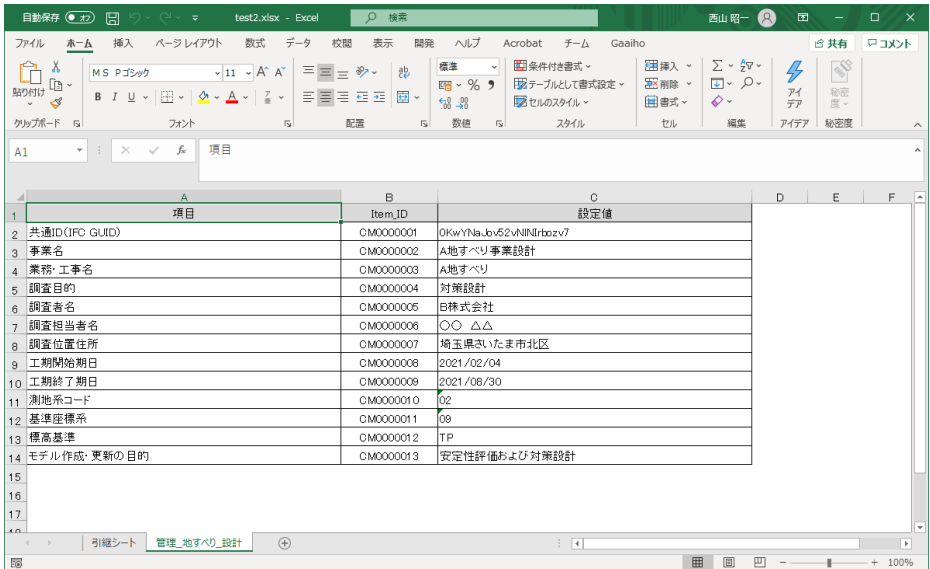 自動保存 オフ test2.xlsx - Excel 検索 西山 昭一
ファイル ホーム 挿入 ページ レイアウト 数式 データ 校閲 表示 開発 ヘルプ Acrobat チーム Gaaiho 共有 コメント
貼り付け
MS Pゴシック 11 A^ A˅
B I U A
ab
標準
% 9
条件付き書式
テーブルとして書式設定
セルのスタイル
挿入
削除
書式
アイデア
秘密度
クリップボード フォント 配置 数値 スタイル セル 編集 アイデア 秘密度
A1 fx 項目
A B C D E F
1 項目 Item_ID 設定値
2 共通ID(IFC GUID) CM0000001
3 事業名 CM0000002 A地すべり事業設計
4 業務・工事名 CM0000003 A地すべり
5 調査目的 CM0000004 対策設計
6 調査者名 CM0000005 B株式会社
7 調査担当者名 CM0000006 〇〇 △△
8 調査位置住所 CM0000007 埼玉県さいたま市北区
9 工期開始期日 CM0000008 2021/02/04
10 工期終了期日 CM0000009 2021/08/30
11 測地系コード CM0000010 02
12 基準座標系 CM0000011 09
13 標高基準 CM0000012 TP
14 モデル作成・更新の目的 CM0000013 安定性評価および対策設計
15
16
17
引継シート 管理_地すべり_設計
100%